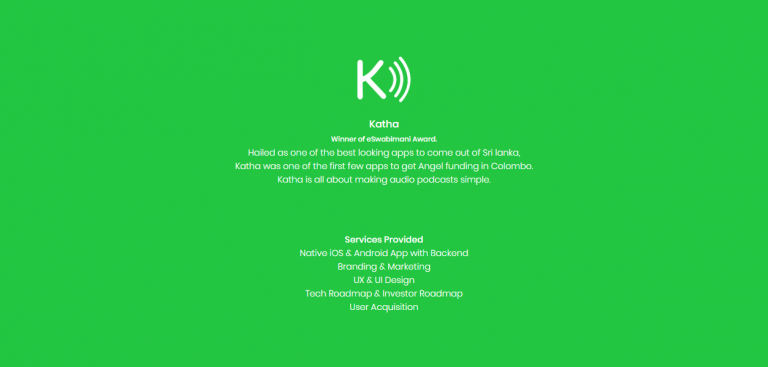 K
Katha
Winner of eSwabimani Award.
Hailed as one of the best looking apps to come out of Sri lanka,
Katha was one of the first few apps to get Angel funding in Colombo.
Katha is all about making audio podcasts simple.
Services Provided
Native iOS & Android App with Backend
Branding & Marketing
UX & UI Design
Tech Roadmap & Investor Roadmap
User Acquisition